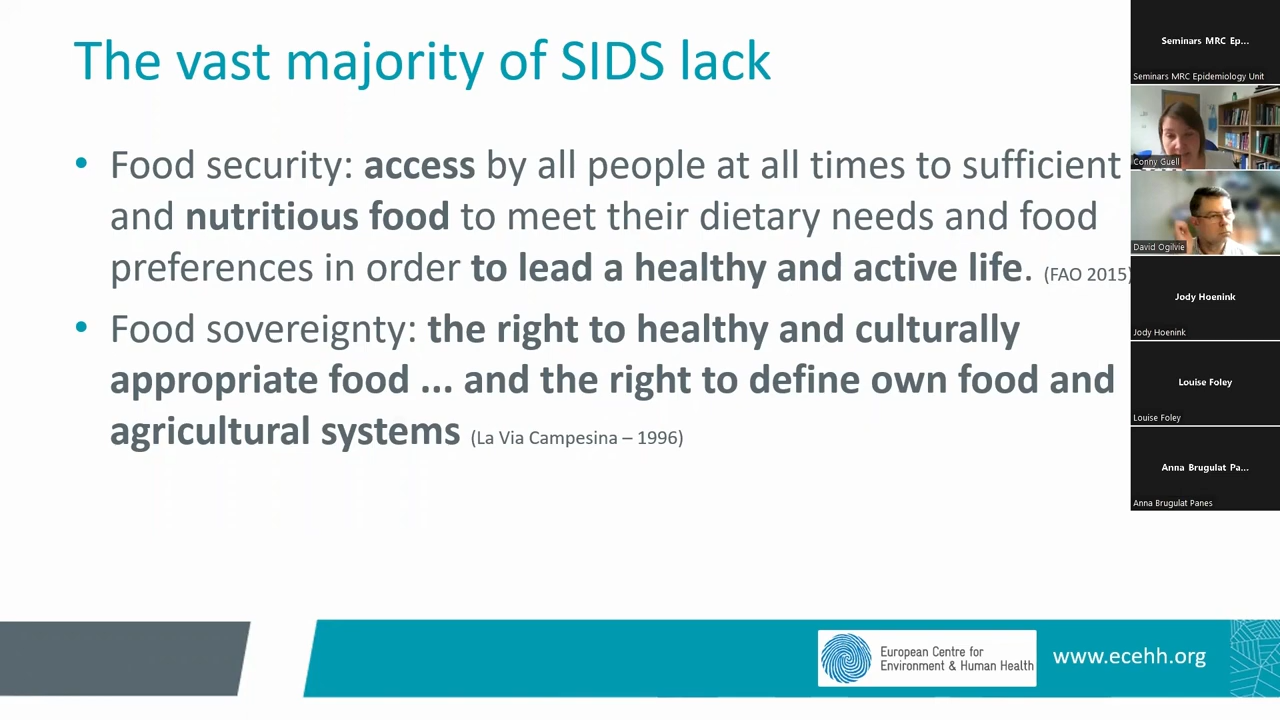 The vast majority of SIDS lack
• Food security: access by all people at all times to sufficient
and nutritious food to meet their dietary needs and food
preferences in order to lead a healthy and active life. (FAO 2015)
• Food sovereignty: the right to healthy and culturally
appropriate food ... and the right to define own food and
agricultural systems (La Via Campesina – 1996)
European Centre for
Environment & Human Health
www.ecehh.org
Seminars MRC Ep...
Seminars MRC Epidemiology Unit
Conny Guell
David Ogilvie
Jody Hoenink
Jody Hoenink
Louise Foley
Louise Foley
Anna Brugulat Pa...
Anna Brugulat Panes